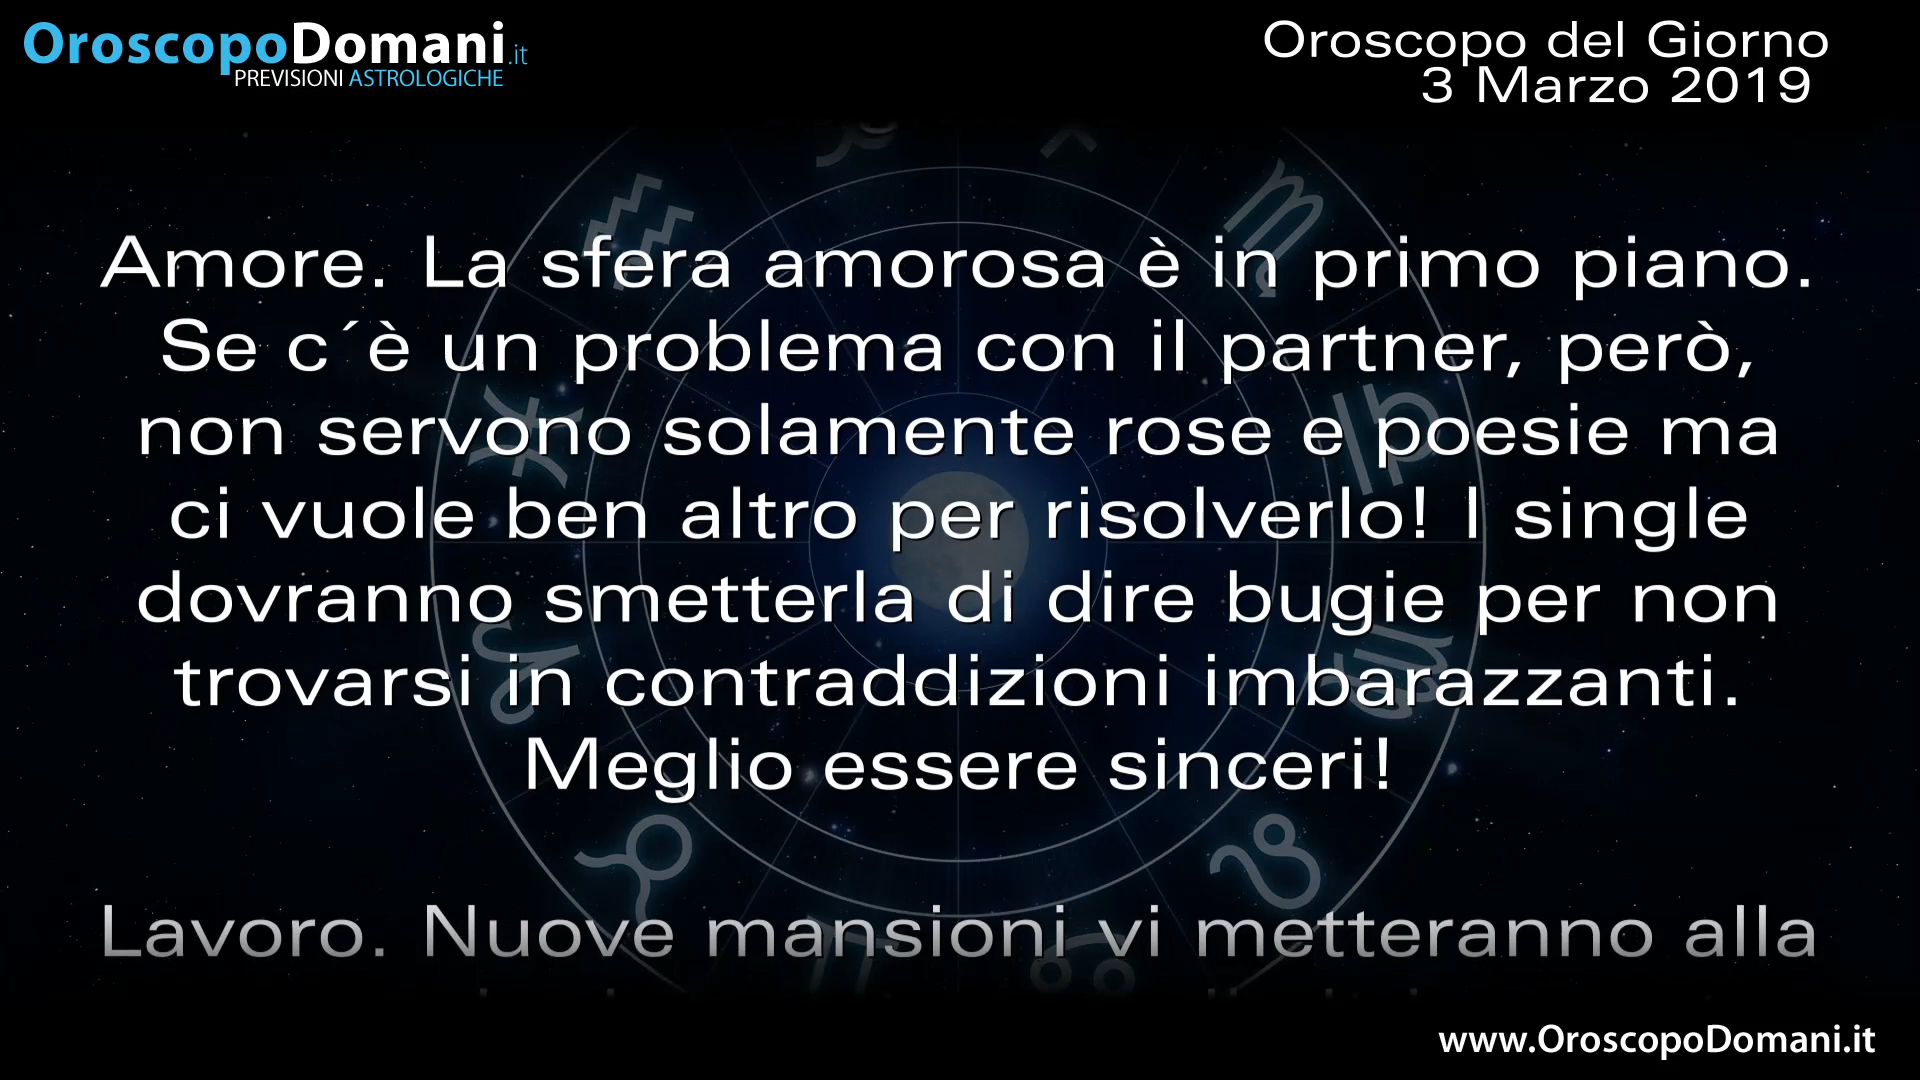 OroscopoDomani.it
PREVISIONI ASTROLOGICHE
Oroscopo del Giorno
3 Marzo 2019
Amore. La sfera amorosa è in primo piano.
Se c´è un problema con il partner, però,
non servono solamente rose e poesie ma
ci vuole ben altro per risolverlo! I single
dovranno smetterla di dire bugie per non
trovarsi in contraddizioni imbarazzanti.
Meglio essere sinceri!
Lavoro. Nuove mansioni vi metteranno alla
www.OroscopoDomani.it